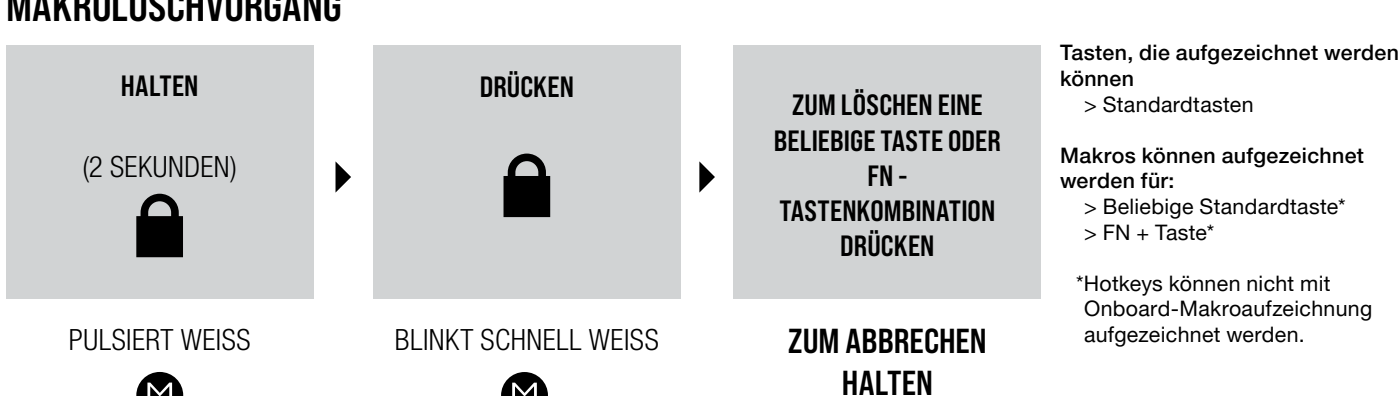 MAKROLÖSCHVORGANG
HALTEN
(2 SEKUNDEN)
PULSIERT WEISS
DRÜCKEN
BLINKT SCHNELL WEISS
ZUM LÖSCHEN EINE
BELIEBIGE TASTE ODER
FN -
TASTENKOMBINATION
DRÜCKEN
ZUM ABBRECHEN
HALTEN
Tasten, die aufgezeichnet werden
können
> Standardtasten
Makros können aufgezeichnet
werden für:
> Beliebige Standardtaste*
> FN + Taste*
*Hotkeys können nicht mit
Onboard-Makroaufzeichnung
aufgezeichnet werden.